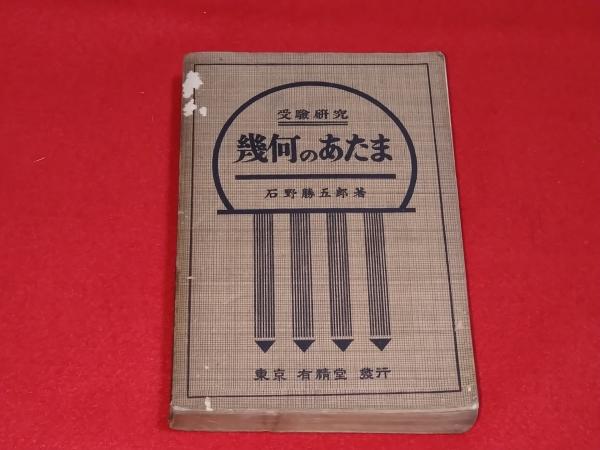 受驗研究
幾何のあたま
石野勝五郎著
東京 有精堂 發行